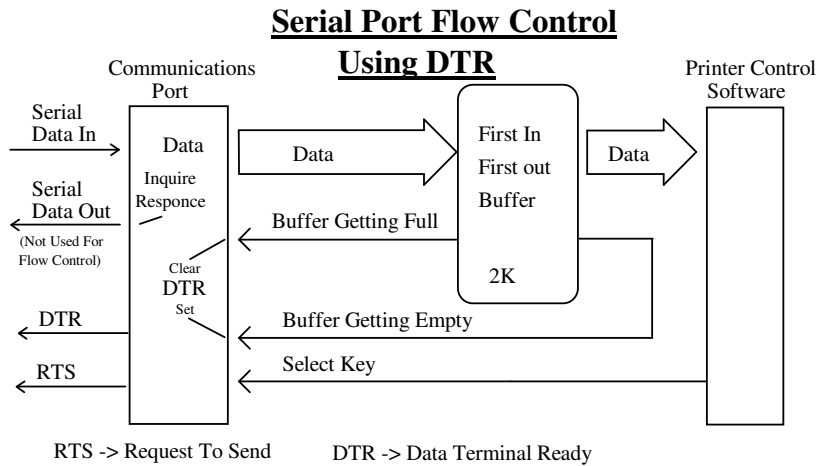 Serial Port Flow Control
Using DTR
Communications
Port
Printer Control
Software
Serial
Data In
Data
Data
First In
First out
Buffer
2K
Data
Inquire
Responce
Serial
Data Out
(Not Used For
Flow Control)
Buffer Getting Full
Clear
DTR
Set
DTR
Buffer Getting Empty
RTS
Select Key
RTS -> Request To Send
DTR -> Data Terminal Ready